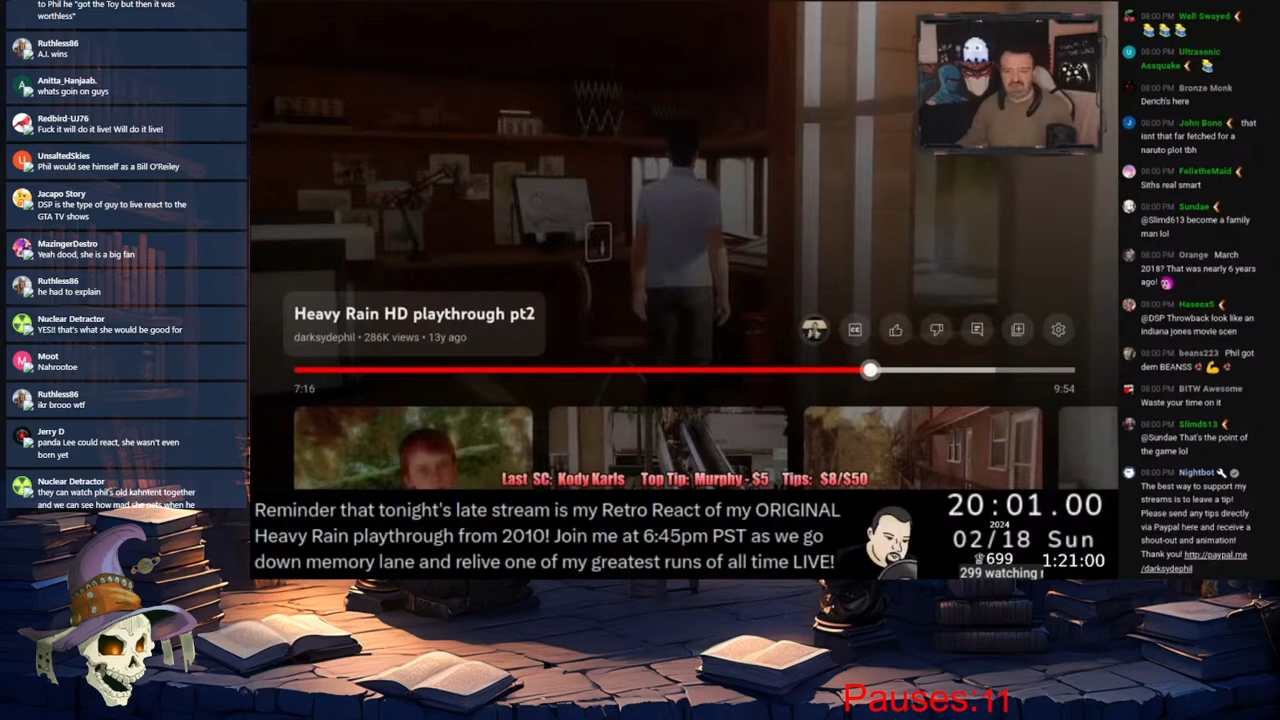 to Phil he "got the Toy but then it was
worthless"
Ruthless86
A.I. wins
Anitta_Hanjaab.
whats goin on guys
Redbird-UJ76
Fuck it will do it live! Will do it live!
UnsaltedSkies
Phil would see himself as a Bill O'Reiley
Jacapo Story
DSP is the type of guy to live react to the
GTA TV shows
MazingerDestro
Yeah dood, she is a big fan
Ruthless86
he had to explain
Nuclear Detractor
YES!! that's what she would be good for
Moot
Nahrootoe
Ruthless86
ikr brooo wtf
Jerry D
panda Lee could react, she wasn't even
born yet
Nuclear Detractor
they can watch phil's old kahntent together
and we can see how mad she gets when he
Heavy Rain HD playthrough pt2
darksydephil • 286K views • 13y ago
CC
7:16
9:54
Last SC: Kody Karls Top Tip: Murphy - $5 Tips: $8/$50
Reminder that tonight's late stream is my Retro React of my ORIGINAL
Heavy Rain playthrough from 2010! Join me at 6:45pm PST as we go
down memory lane and relive one of my greatest runs of all time LIVE!
20:01.00
2024
02/18 Sun
699
299 watching
1:21:00
08:00 PM Well Swayed
08:00 PM Ultrasonic
Assquake
08:00 PM Bronze Monk
Derich's here
08:00 PM John Bono that
isnt that far fetched for a
naruto plot tbh
08:00 PM FelixtheMaid
Siths real smart
08:00 PM Sundae
@Slimd613 become a family
man lol
08:00 PM Orange March
2018? That was nearly 6 years
ago!
08:00 PM Hasenx5
@DSP Throwback look like an
indiana jones movie scen
08:00 PM beans223 Phil got
dem BEANSS
08:00 PM BITW Awesome
Waste your time on it
08:00 PM Slimd613
@Sundae That's the point of
the game lol
08:00 PM Nightbot
The best way to support my
streams is to leave a tip!
Please send any tips directly
via Paypal here and receive a
shout-out and animation!
Thank you! http://paypal.me
/darksydephil
Pauses:11